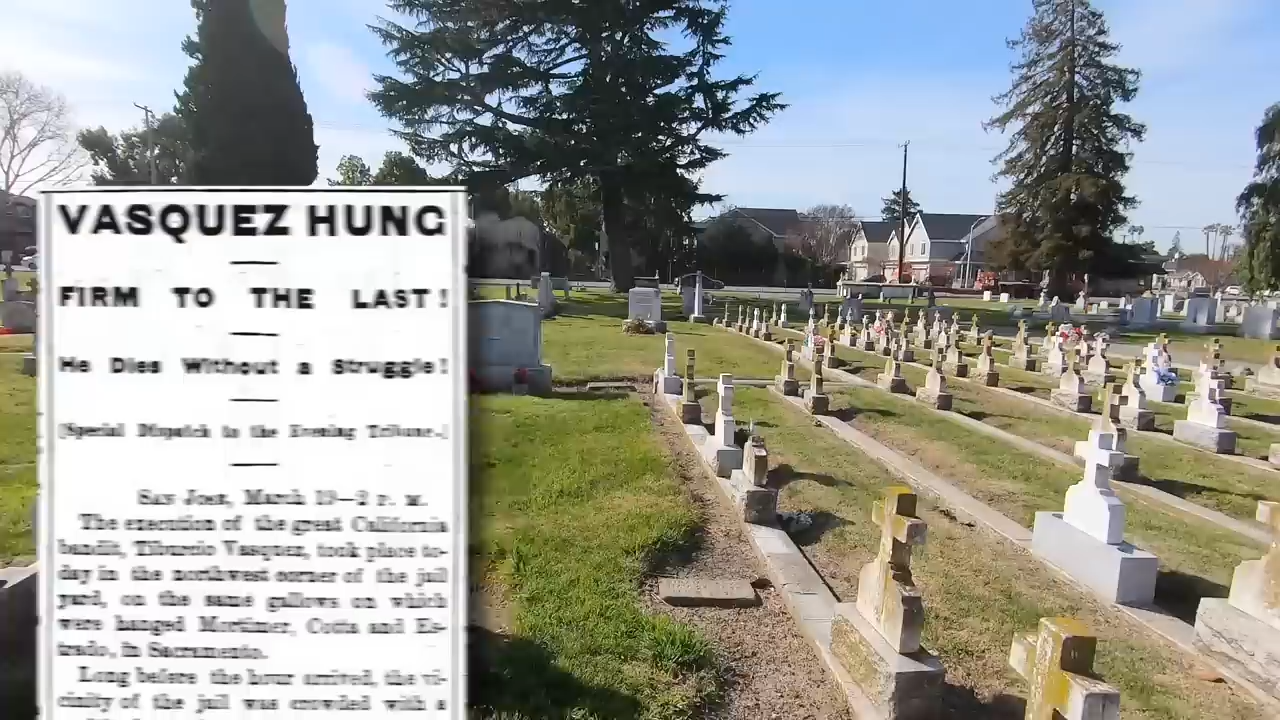 VASQUEZ HUNG
FIRM TO THE LAST!
He Dies Without a Struggle!
[Special Dispatch to the Evening Tribune.]
SAN JOSE, March 19—2 P. M.
The execution of the great California
bandit, Tiburcio Vasquez, took place to-
day in the northwest corner of the jail
yard, on the same gallows on which
were hanged Mortimer, Cotta and Es-
trado, in Sacramento.
Long before the hour arrived, the vi-
cinity of the jail was crowded with a